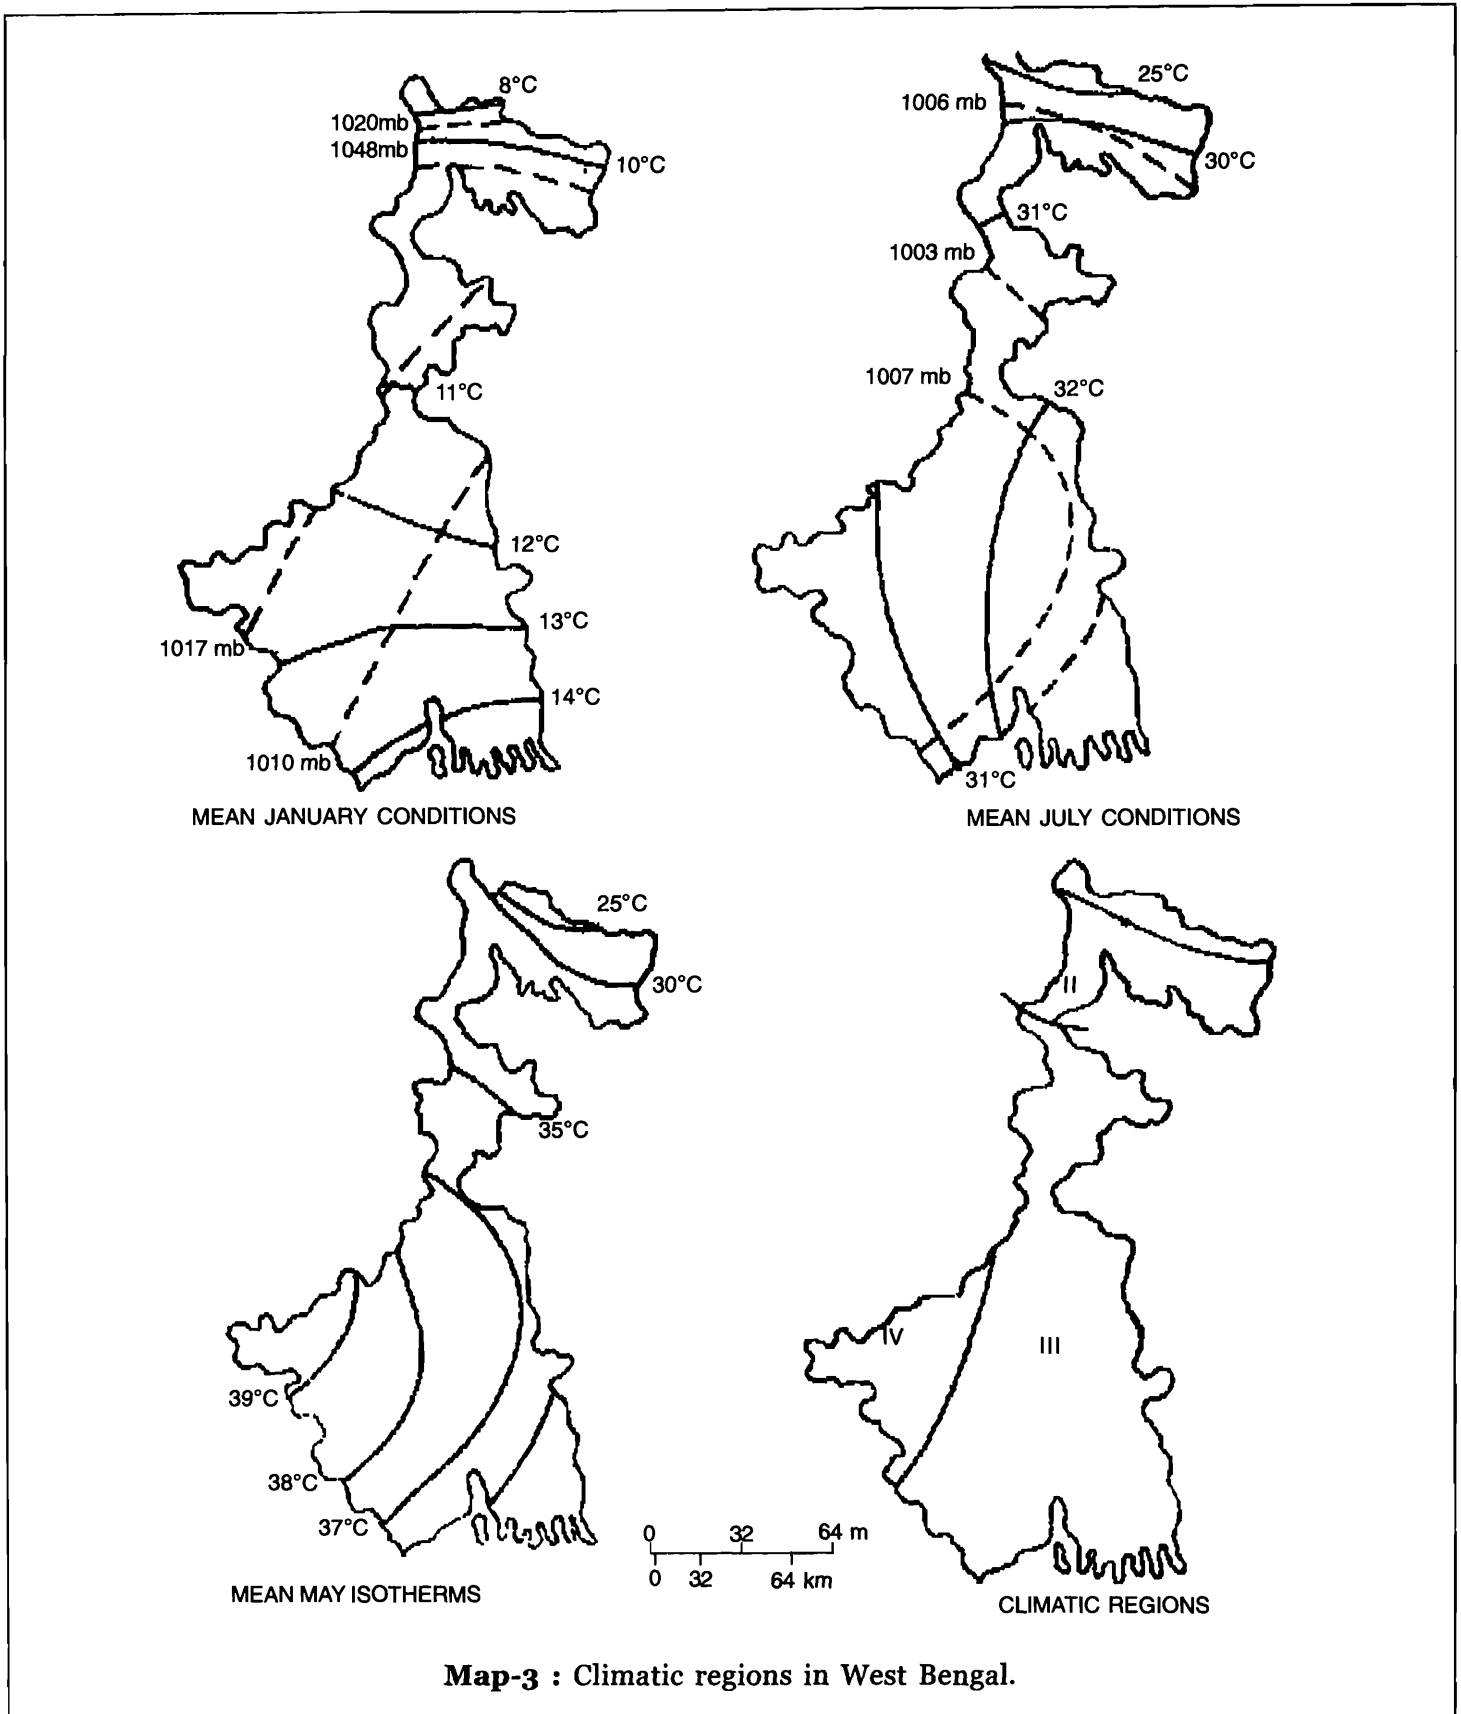 8°C
1020mb
1048mb
10°C
11°C
12°C
13°C
1017 mb
14°C
1010 mb
MEAN JANUARY CONDITIONS
25°C
1006 mb
30°C
31°C
1003 mb
1007 mb
32°C
31°C
MEAN JULY CONDITIONS
25°C
30°C
35°C
39°C
38°C
37°C
MEAN MAY ISOTHERMS
0 32 64 m
0 32 64 km
II
IV
III
CLIMATIC REGIONS
Map-3 : Climatic regions in West Bengal.